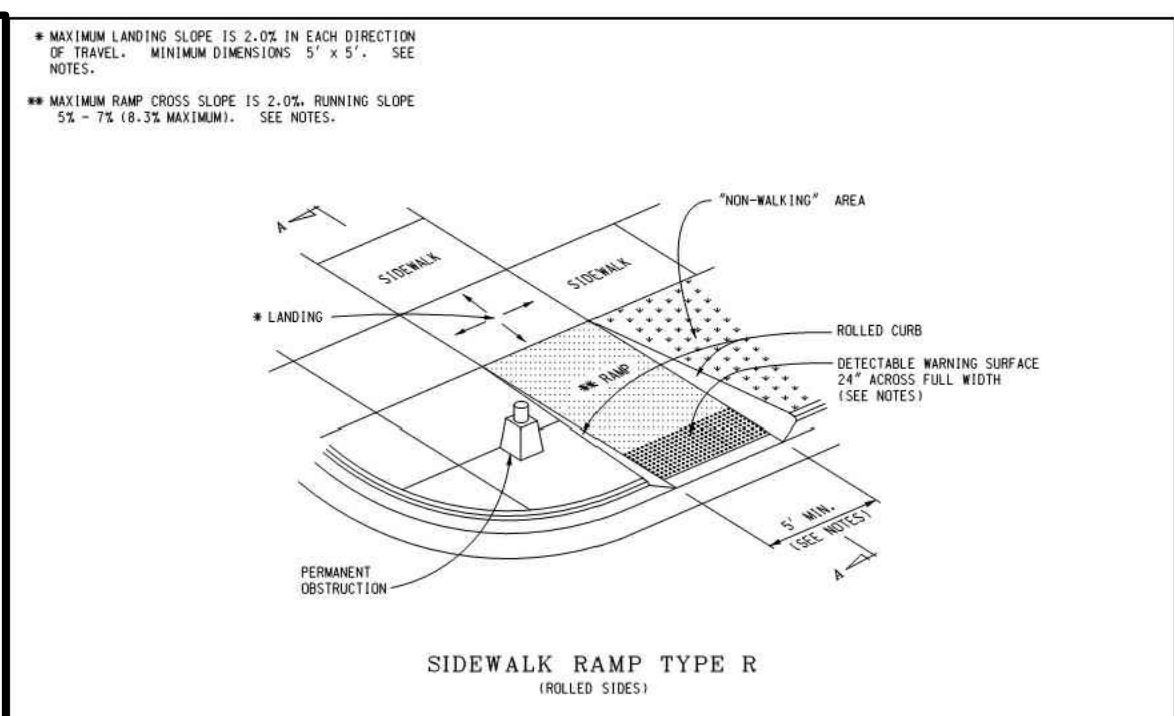 * MAXIMUM LANDING SLOPE IS 2.0% IN EACH DIRECTION
OF TRAVEL. MINIMUM DIMENSIONS 5' x 5'. SEE
NOTES.
** MAXIMUM RAMP CROSS SLOPE IS 2.0%, RUNNING SLOPE
5% - 7% (8.3% MAXIMUM). SEE NOTES.
"NON-WALKING" AREA
A
SIDEWALK
SIDEWALK
* LANDING
ROLLED CURB
DETECTABLE WARNING SURFACE
24" ACROSS FULL WIDTH
(SEE NOTES)
** RAMP
5' MIN.
(SEE NOTES)
A
PERMANENT
OBSTRUCTION
SIDEWALK RAMP TYPE R
(ROLLED SIDES)